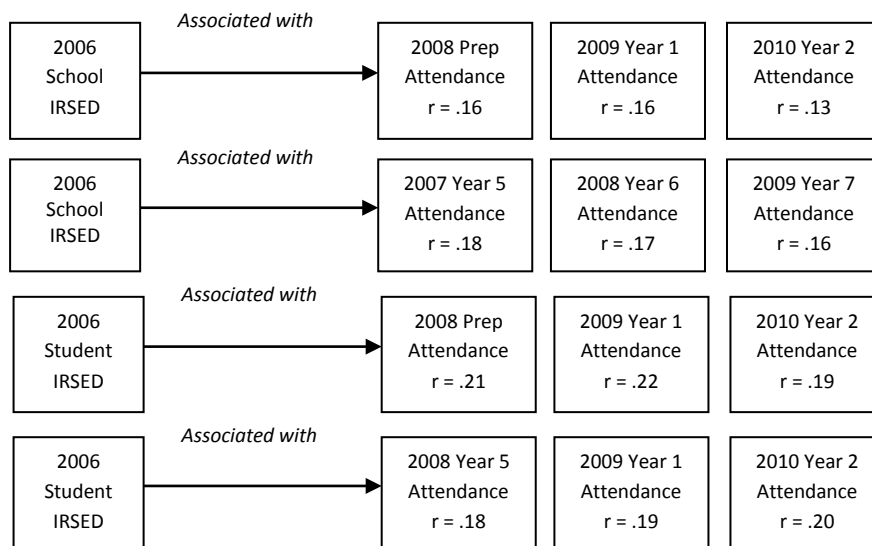 Associated with
2006
School
IRSED
2008 Prep
Attendance
r = .16
2009 Year 1
Attendance
r = .16
2010 Year 2
Attendance
r = .13
Associated with
2006
School
IRSED
2007 Year 5
Attendance
r = .18
2008 Year 6
Attendance
r = .17
2009 Year 7
Attendance
r = .16
Associated with
2006
Student
IRSED
2008 Prep
Attendance
r = .21
2009 Year 1
Attendance
r = .22
2010 Year 2
Attendance
r = .19
Associated with
2006
Student
IRSED
2008 Year 5
Attendance
r = .18
2009 Year 1
Attendance
r = .19
2010 Year 2
Attendance
r = .20